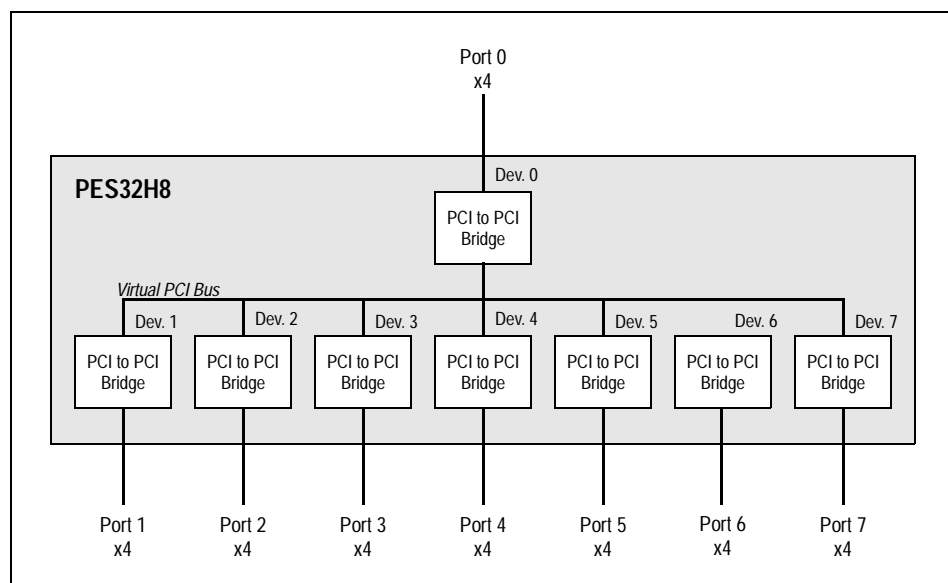 Port 0
x4
PES32H8
Dev. 0
PCI to PCI
Bridge
Virtual PCI Bus
Dev. 1
Dev. 2
Dev. 3
Dev. 4
Dev. 5
Dev. 6
Dev. 7
PCI to PCI
Bridge
PCI to PCI
Bridge
PCI to PCI
Bridge
PCI to PCI
Bridge
PCI to PCI
Bridge
PCI to PCI
Bridge
PCI to PCI
Bridge
Port 1
x4
Port 2
x4
Port 3
x4
Port 4
x4
Port 5
x4
Port 6
x4
Port 7
x4